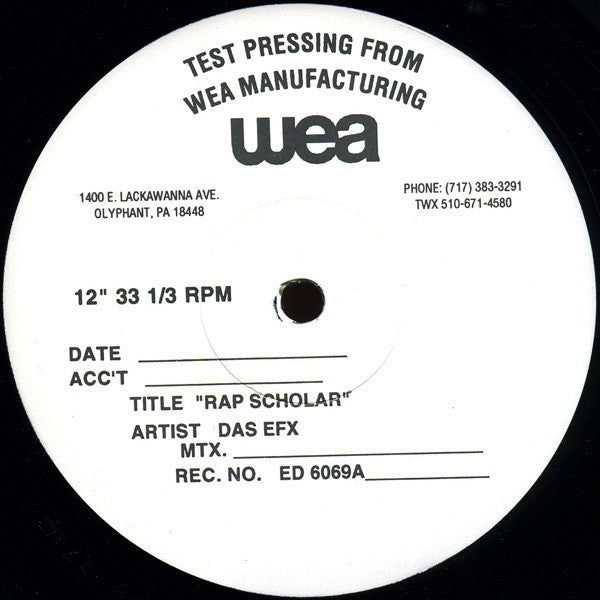 TEST PRESSING FROM
WEA MANUFACTURING
wea
1400 E. LACKAWANNA AVE.
OLYPHANT, PA 18448
PHONE: (717) 383-3291
TWX 510-671-4580
12" 33 1/3 RPM
DATE
ACC'T
TITLE "RAP SCHOLAR"
ARTIST DAS EFX
MTX.
REC. NO. ED 6069A